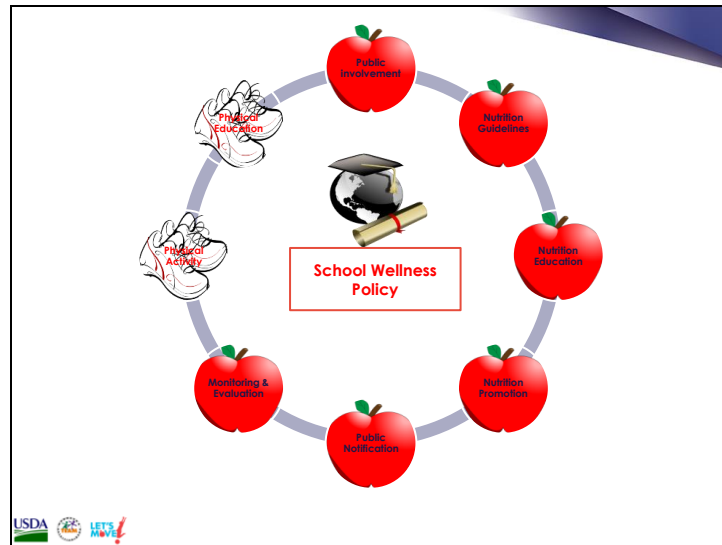 Public
Involvement
Nutrition
Guidelines
Nutrition
Education
Nutrition
Promotion
Public
Notification
Monitoring &
Evaluation
Physical
Activity
Physical
Education
School Wellness
Policy
USDA
LET'S
MOVE!